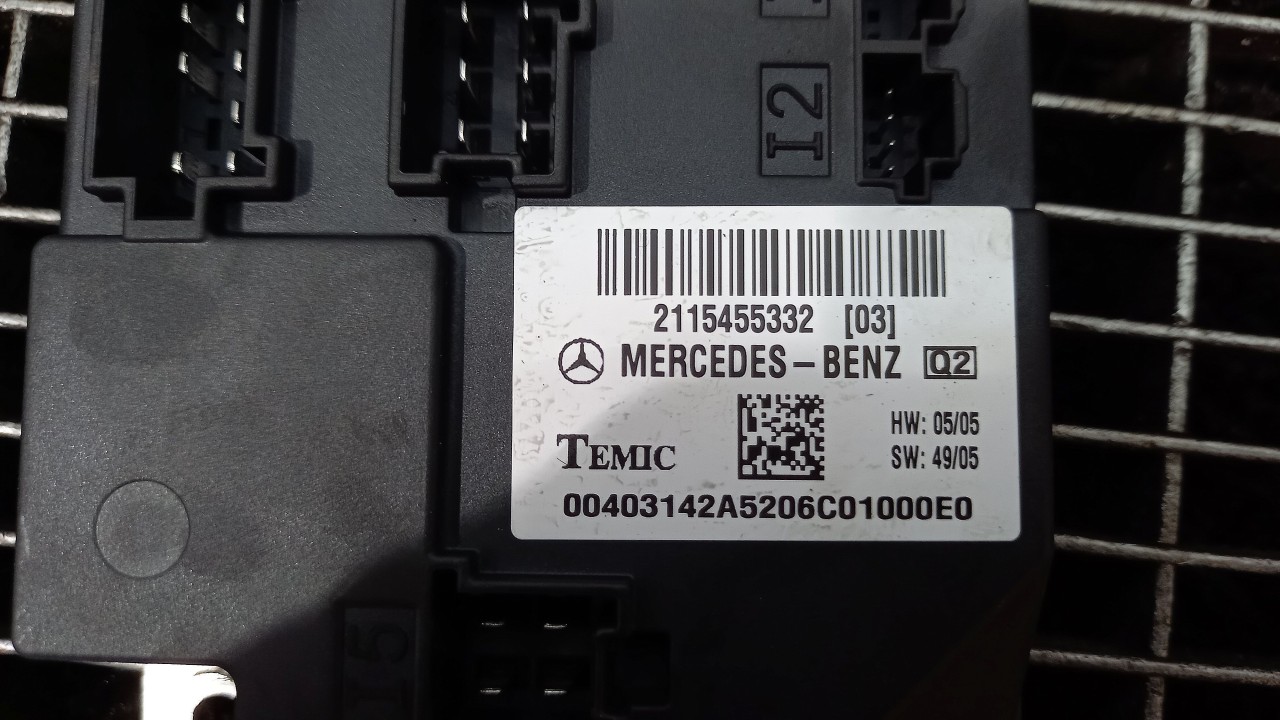 I2
2115455332 [03]
MERCEDES-BENZ Q2
HW: 05/05
TEMIC SW: 49/05
00403142A5206C01000E0